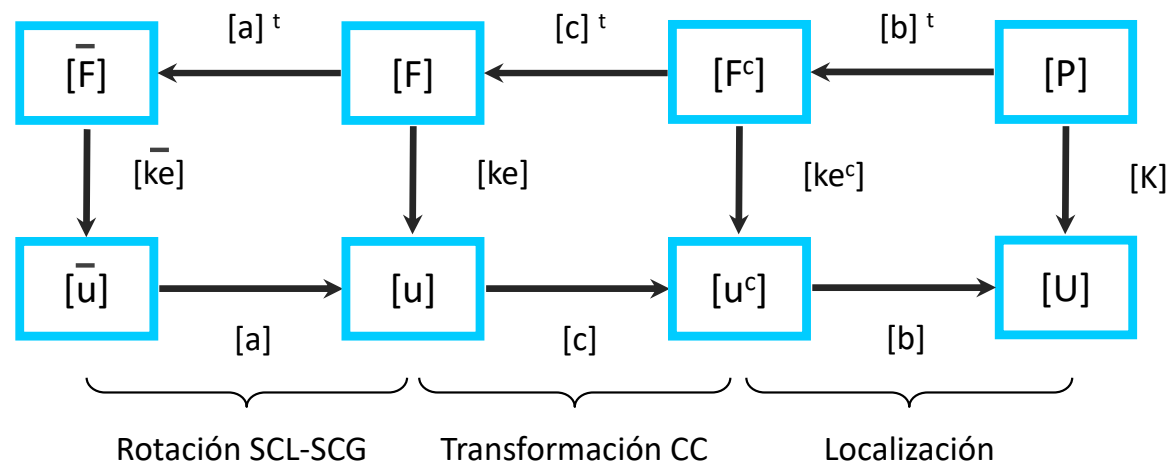 [a] ᵗ [c] ᵗ [b] ᵗ
[F̅] [F] [Fᶜ] [P]
[k̅e̅] [ke] [keᶜ] [K]
[u̅] [u] [uᶜ] [U]
[a] [c] [b]
Rotación SCL-SCG Transformación CC Localización